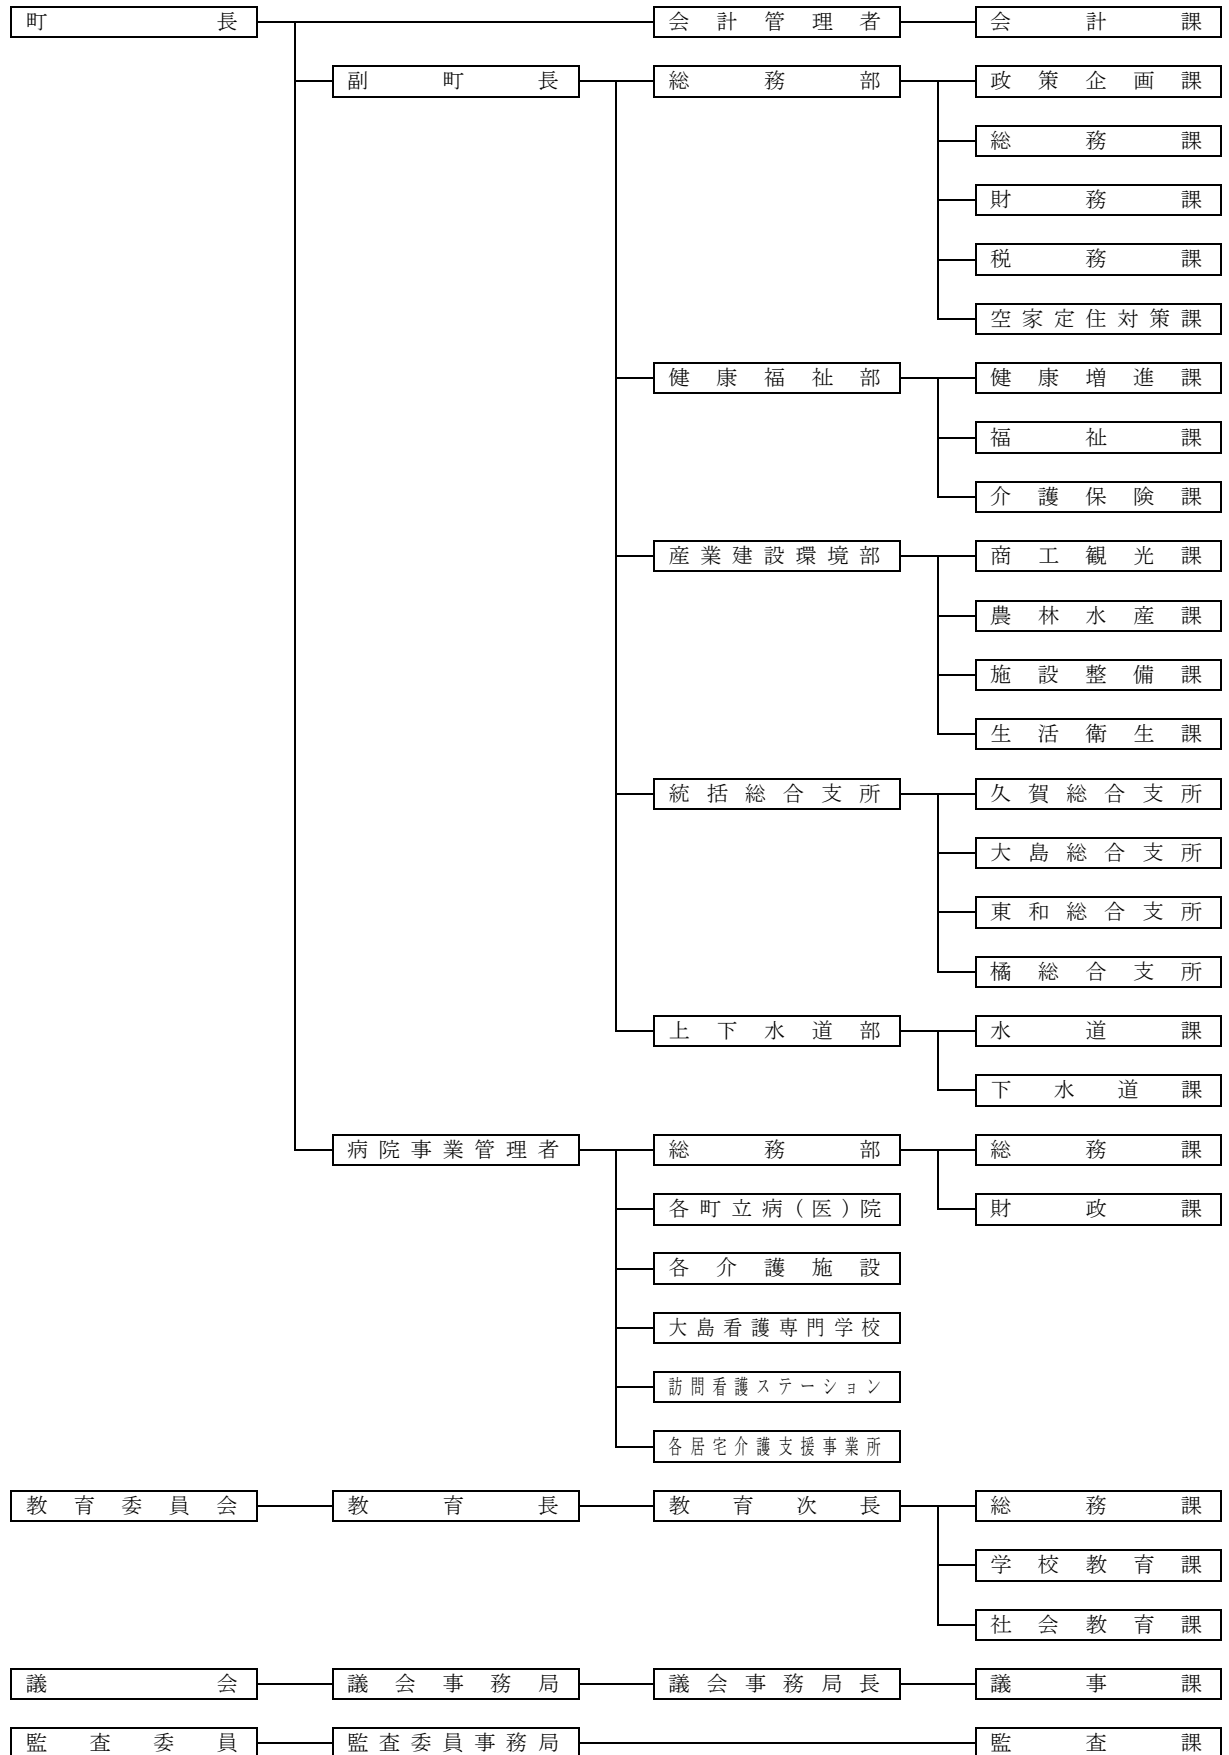 町長 会計管理者 会計課
副町長 総務部 政策企画課
総務課
財務課
税務課
空家定住対策課
健康福祉部 健康増進課
福祉課
介護保険課
産業建設環境部 商工観光課
農林水産課
施設整備課
生活衛生課
統括総合支所 久賀総合支所
大島総合支所
東和総合支所
橘総合支所
上下水道部 水道課
下水道課
病院事業管理者 総務部 総務課
各町立病(医)院 財政課
各介護施設
大島看護専門学校
訪問看護ステーション
各居宅介護支援事業所
教育委員会 教育長 教育次長 総務課
学校教育課
社会教育課
議会 議会事務局 議会事務局長 議事課
監査委員 監査委員事務局 監査課